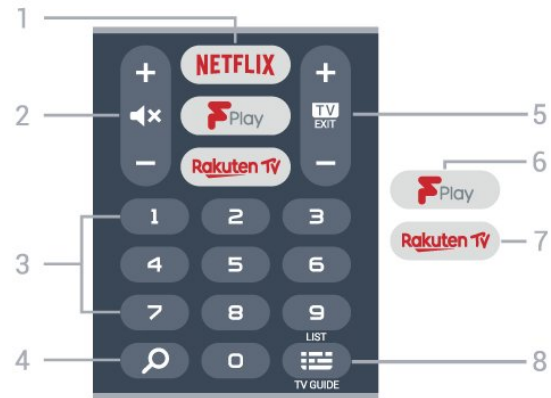 1
NETFLIX
+ +
2
F Play
TV
EXIT
5
- -
Rakuten TV
6
F Play
1 2 3
Rakuten TV
7
3
4 5 6
7 8 9
LIST
4
0
8
TV GUIDE